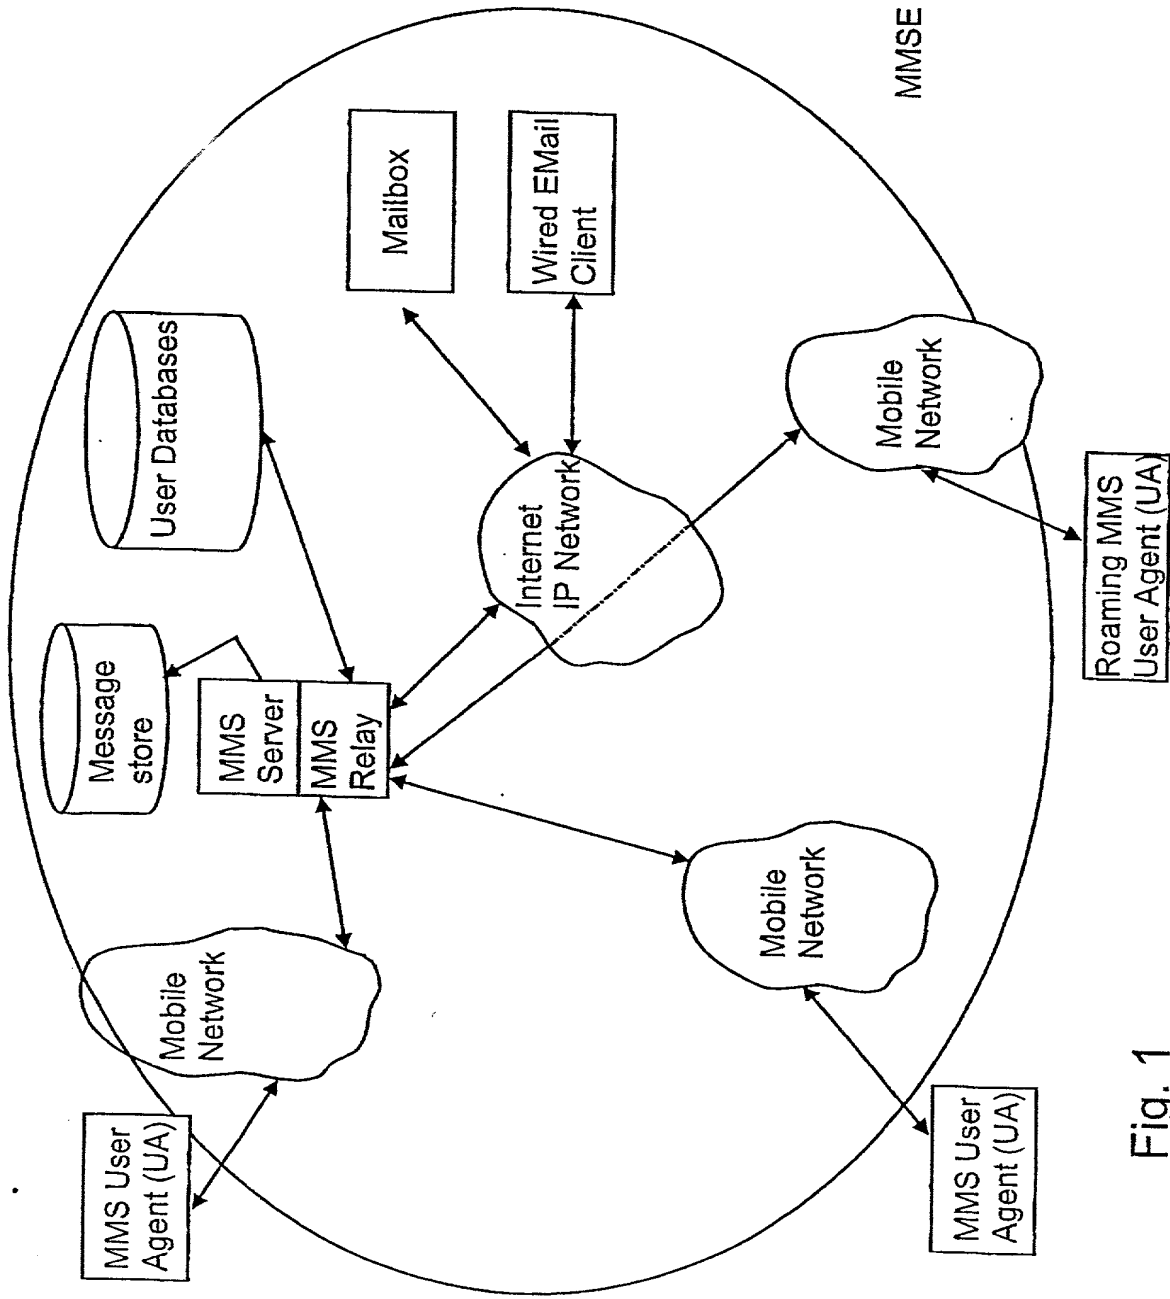 Message
store
User Databases
MMS User
Agent (UA)
Mobile
Network
MMS
Server
MMS
Relay
Mailbox
Internet
IP Network
Wired EMail
Client
Mobile
Network
Mobile
Network
MMSE
MMS User
Agent (UA)
Roaming MMS
User Agent (UA)
Fig. 1